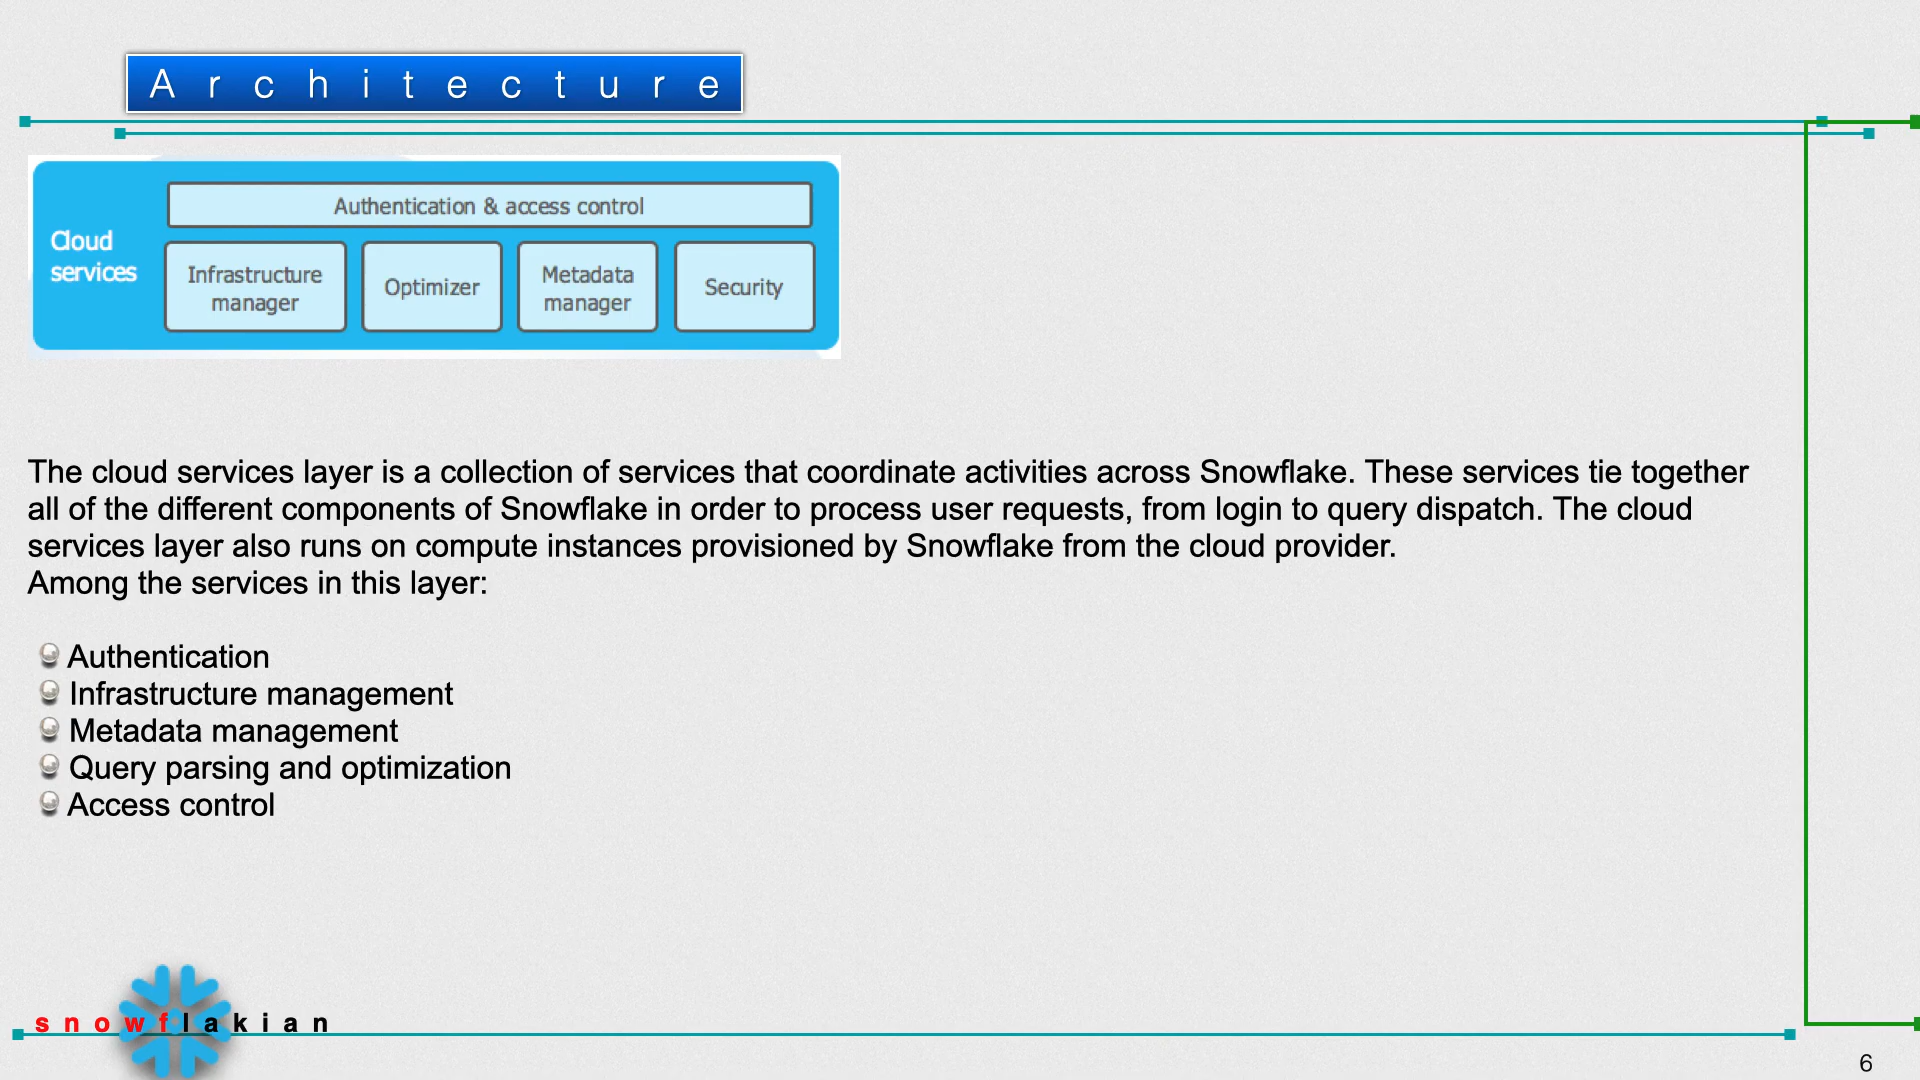 Architecture
Authentication & access control
Cloud
services
Infrastructure
manager
Optimizer
Metadata
manager
Security
The cloud services layer is a collection of services that coordinate activities across Snowflake. These services tie together
all of the different components of Snowflake in order to process user requests, from login to query dispatch. The cloud
services layer also runs on compute instances provisioned by Snowflake from the cloud provider.
Among the services in this layer:
Authentication
Infrastructure management
Metadata management
Query parsing and optimization
Access control
snowflakian
6